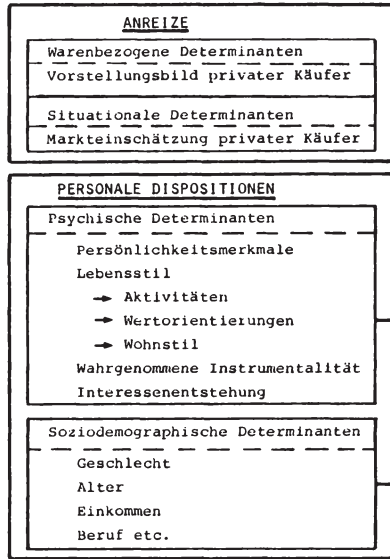 ANREIZE
Warenbezogene Determinanten
Vorstellungsbild privater Käufer
Situationale Determinanten
Markteinschätzung privater Käufer
PERSONALE DISPOSITIONEN
Psychische Determinanten
Persönlichkeitsmerkmale
Lebensstil
→ Aktivitäten
→ Wertorientierungen
→ Wohnstil
Wahrgenommene Instrumentalität
Interessenentstehung
Soziodemographische Determinanten
Geschlecht
Alter
Einkommen
Beruf etc.